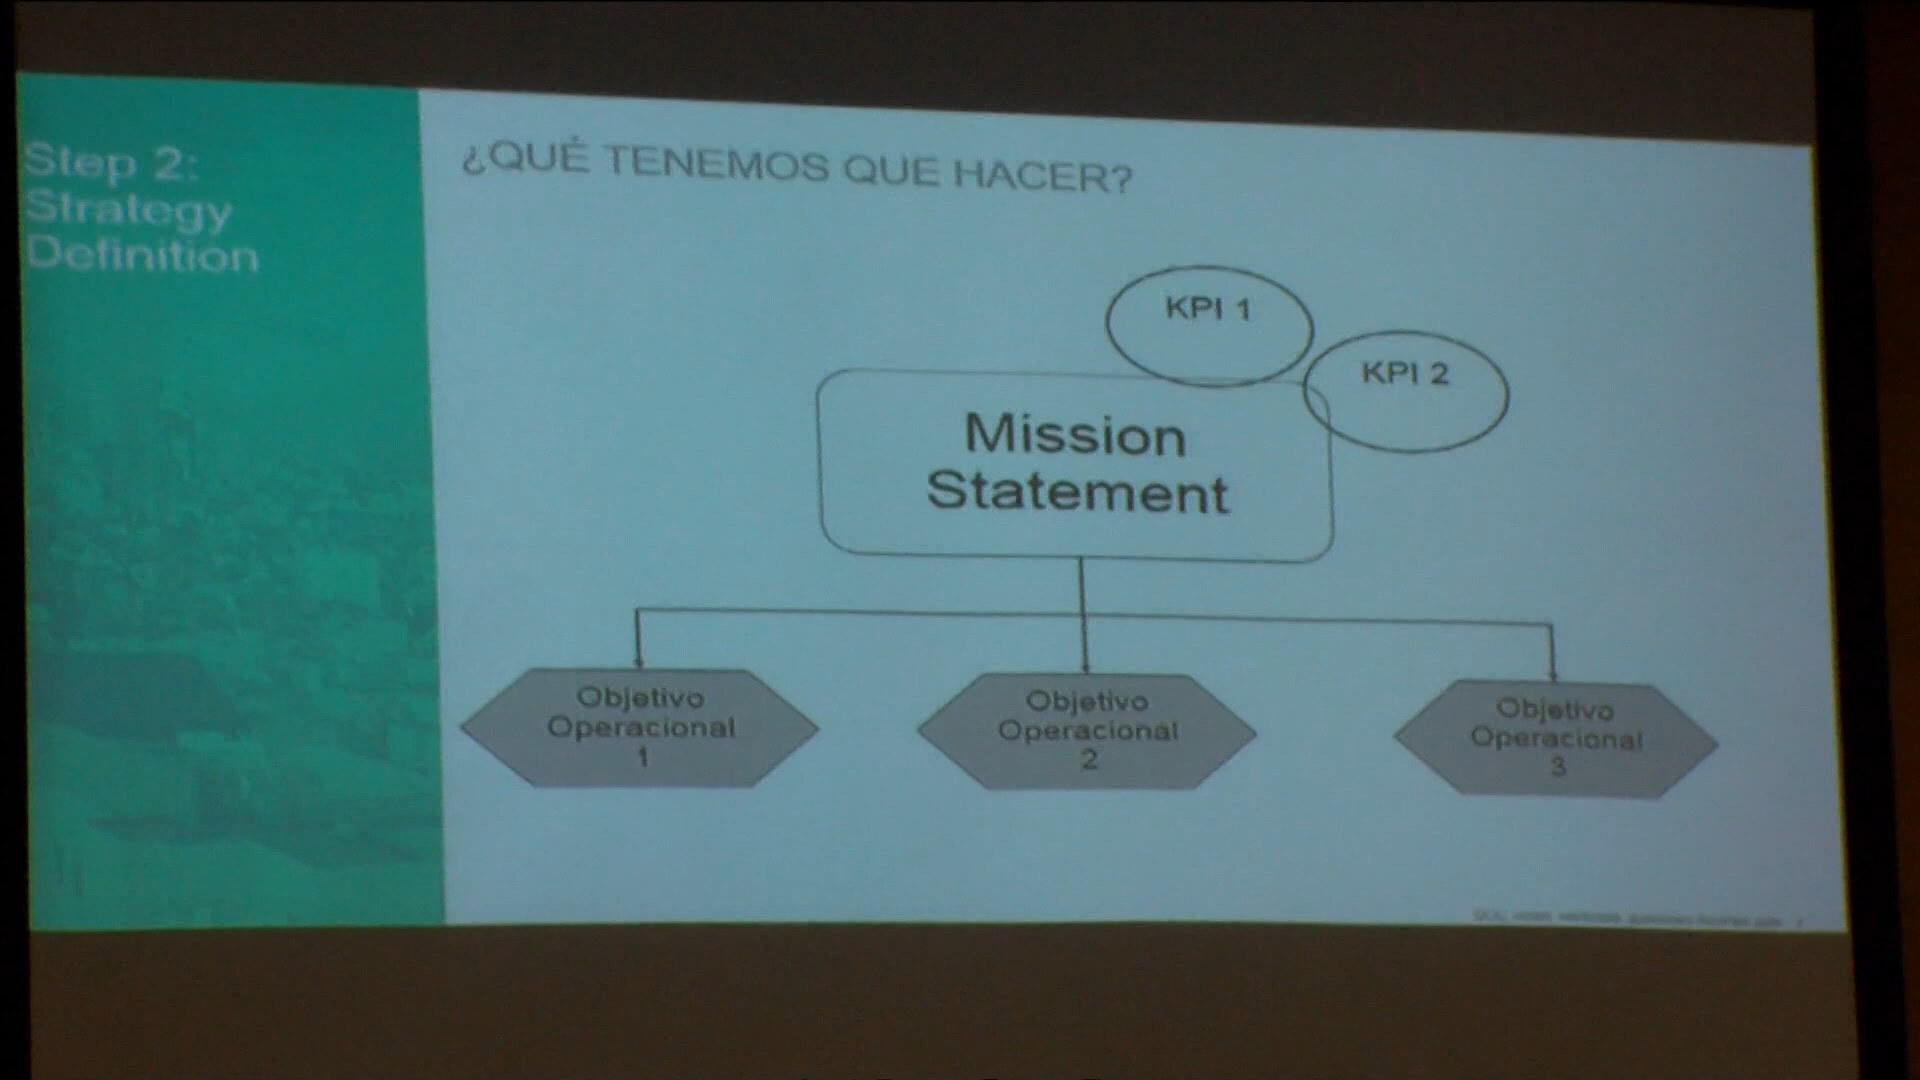 Step 2:
Strategy
Definition
¿QUÉ TENEMOS QUE HACER?
KPI 1
KPI 2
Mission
Statement
Objetivo
Operacional
1
Objetivo
Operacional
2
Objetivo
Operacional
3